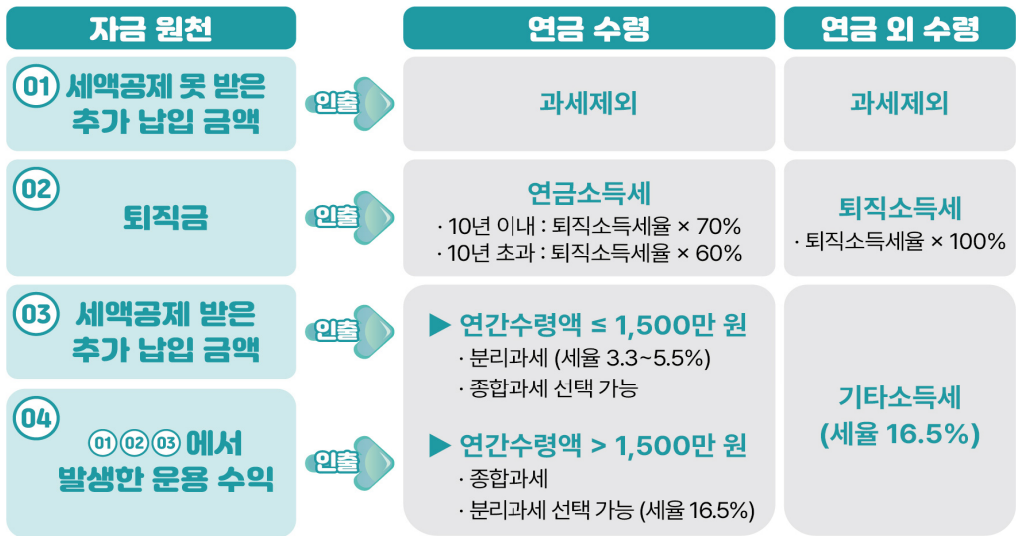 자금 원천
연금 수령
연금 외 수령
01 세액공제 못 받은
추가 납입 금액
인출
과세제외
과세제외
02
퇴직금
인출
연금소득세
· 10년 이내 : 퇴직소득세율 × 70%
· 10년 초과 : 퇴직소득세율 × 60%
퇴직소득세
· 퇴직소득세율 × 100%
03 세액공제 받은
추가 납입 금액
인출
▶ 연간수령액 ≤ 1,500만 원
· 분리과세 (세율 3.3~5.5%)
· 종합과세 선택 가능
04
01 02 03 에서
발생한 운용 수익
인출
▶ 연간수령액 > 1,500만 원
· 종합과세
· 분리과세 선택 가능 (세율 16.5%)
기타소득세
(세율 16.5%)